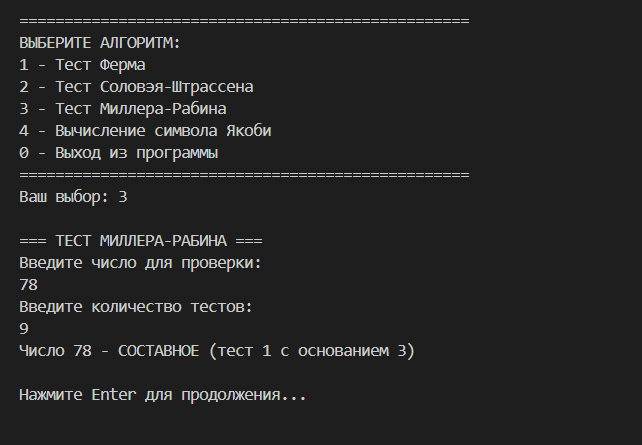 ==================================================
ВЫБЕРИТЕ АЛГОРИТМ:
1 - Тест Ферма
2 - Тест Соловэя-Штрассена
3 - Тест Миллера-Рабина
4 - Вычисление символа Якоби
0 - Выход из программы
==================================================
Ваш выбор: 3
=== ТЕСТ МИЛЛЕРА-РАБИНА ===
Введите число для проверки:
78
Введите количество тестов:
9
Число 78 - СОСТАВНОЕ (тест 1 с основанием 3)
Нажмите Enter для продолжения...